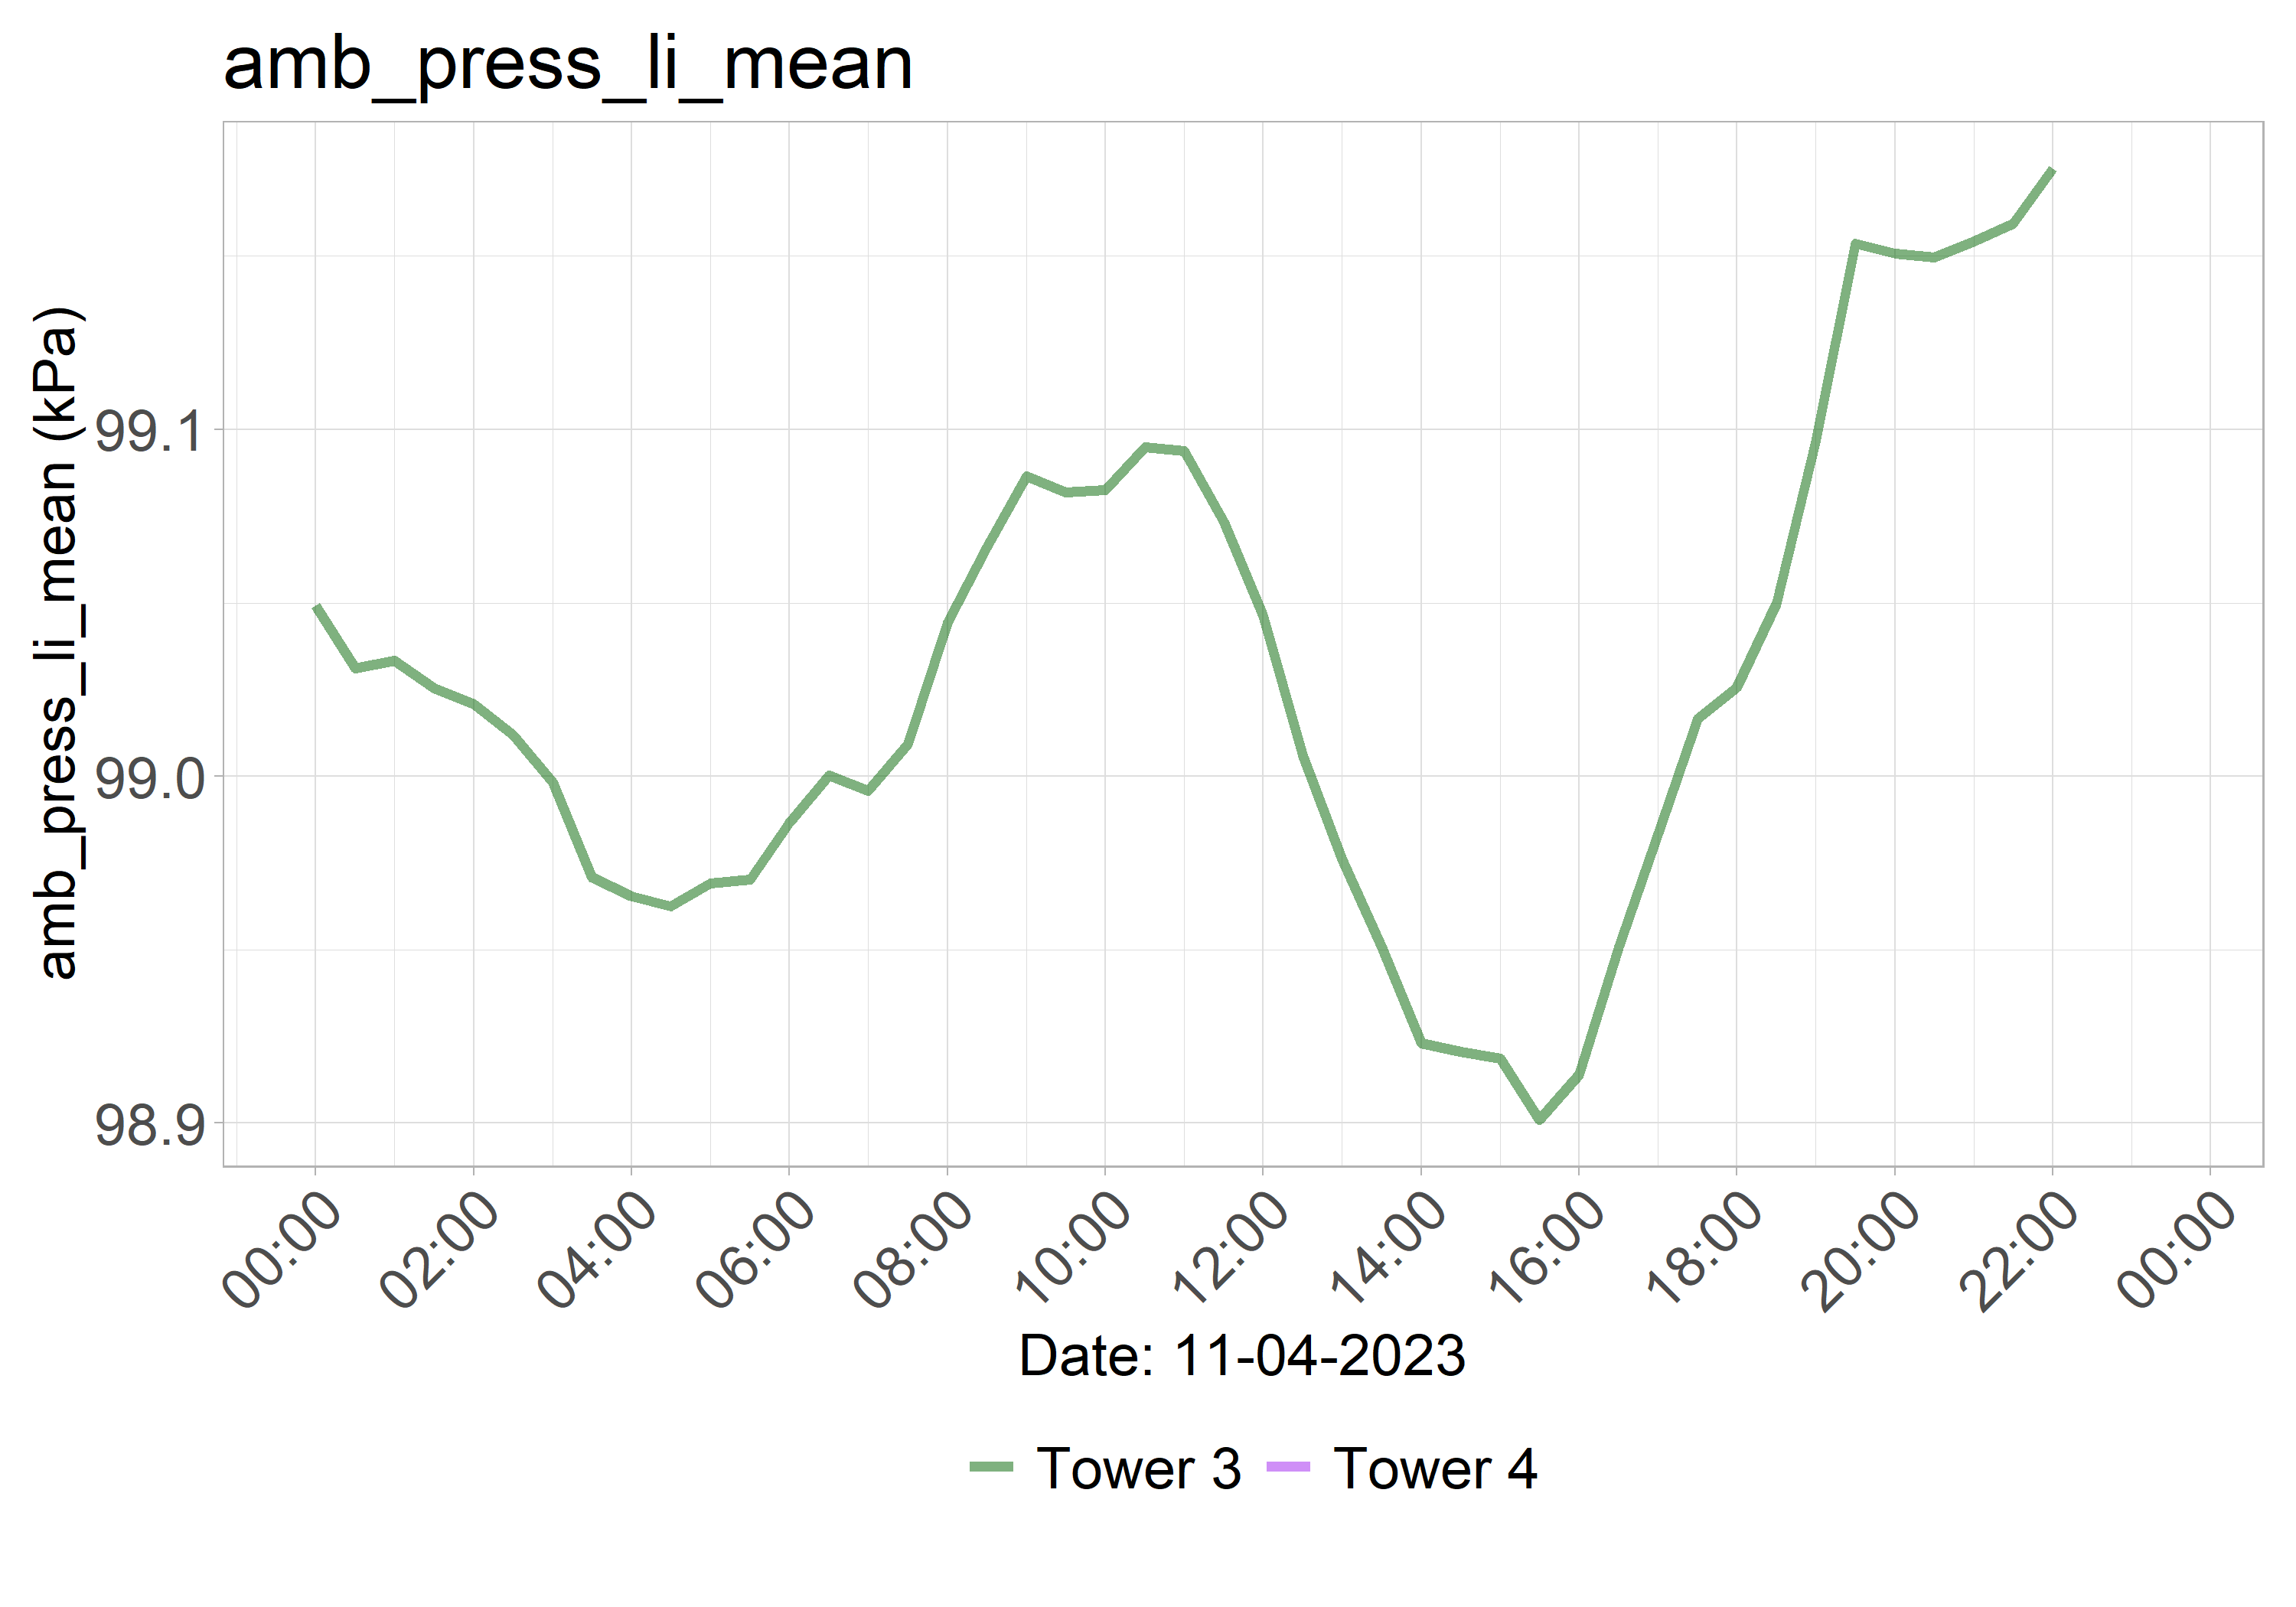 amb_press_li_mean
amb_press_li_mean (kPa)
99.1
99.0
98.9
00:00 02:00 04:00 06:00 08:00 10:00 12:00 14:00 16:00 18:00 20:00 22:00 00:00
Date: 11-04-2023
Tower 3 Tower 4